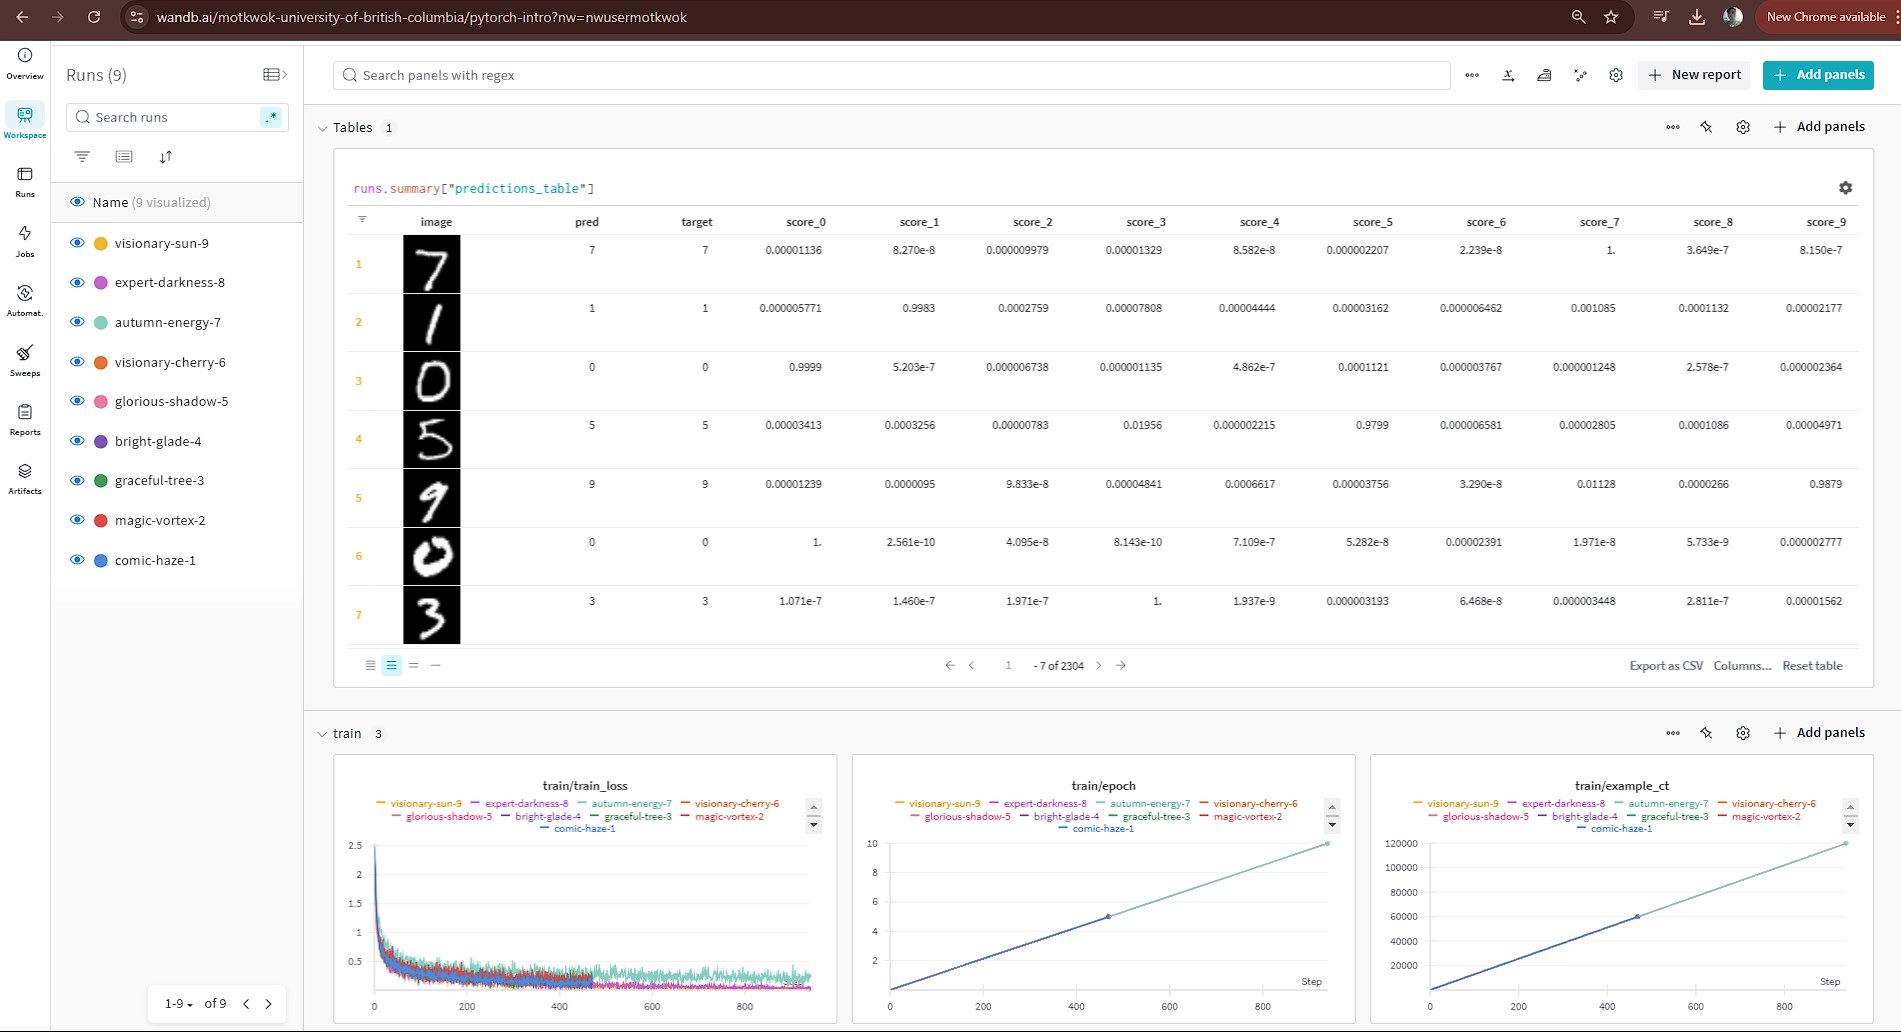 wandb.ai/motkwok-university-of-british-columbia/pytorch-intro?nw=nwusermotkwok
New Chrome available
Overview
Workspace
Runs
Jobs
Automat.
Sweeps
Reports
Artifacts
Runs (9)
Search runs
.*
Name (9 visualized)
visionary-sun-9
expert-darkness-8
autumn-energy-7
visionary-cherry-6
glorious-shadow-5
bright-glade-4
graceful-tree-3
magic-vortex-2
comic-haze-1
1-9 of 9
Search panels with regex
New report
Add panels
Tables 1
Add panels
runs.summary["predictions_table"]
image pred target score_0 score_1 score_2 score_3 score_4 score_5 score_6 score_7 score_8 score_9
1 7 7 7 0.00001136 8.270e-8 0.000009979 0.00001329 8.582e-8 0.000002207 2.239e-8 1. 3.649e-7 8.150e-7
2 1 1 1 0.000005771 0.9983 0.0002759 0.00007808 0.00004444 0.00003162 0.000006462 0.001085 0.0001132 0.00002177
3 0 0 0 0.9999 5.203e-7 0.000006738 0.000001135 4.862e-7 0.0001121 0.000003767 0.000001248 2.578e-7 0.000002364
4 5 5 5 0.00003413 0.0003256 0.00000783 0.01956 0.000002215 0.9799 0.000006581 0.00002805 0.0001086 0.00004971
5 9 9 9 0.00001239 0.0000095 9.833e-8 0.00004841 0.0006617 0.00003756 3.290e-8 0.01128 0.0000266 0.9879
6 0 0 0 1. 2.561e-10 4.095e-8 8.143e-10 7.109e-7 5.282e-8 0.00002391 1.971e-8 5.733e-9 0.000002777
7 3 3 3 1.071e-7 1.460e-7 1.971e-7 1. 1.937e-9 0.000003193 6.468e-8 0.000003448 2.811e-7 0.00001562
1 - 7 of 2304
Export as CSV Columns... Reset table
train 3
Add panels
train/train_loss
visionary-sun-9 expert-darkness-8 autumn-energy-7 visionary-cherry-6
glorious-shadow-5 bright-glade-4 graceful-tree-3 magic-vortex-2
comic-haze-1
2.5
2
1.5
1
0.5
Step
0 200 400 600 800
train/epoch
visionary-sun-9 expert-darkness-8 autumn-energy-7 visionary-cherry-6
glorious-shadow-5 bright-glade-4 graceful-tree-3 magic-vortex-2
comic-haze-1
10
8
6
4
2
Step
0 200 400 600 800
train/example_ct
visionary-sun-9 expert-darkness-8 autumn-energy-7 visionary-cherry-6
glorious-shadow-5 bright-glade-4 graceful-tree-3 magic-vortex-2
comic-haze-1
120000
100000
80000
60000
40000
20000
Step
0 200 400 600 800